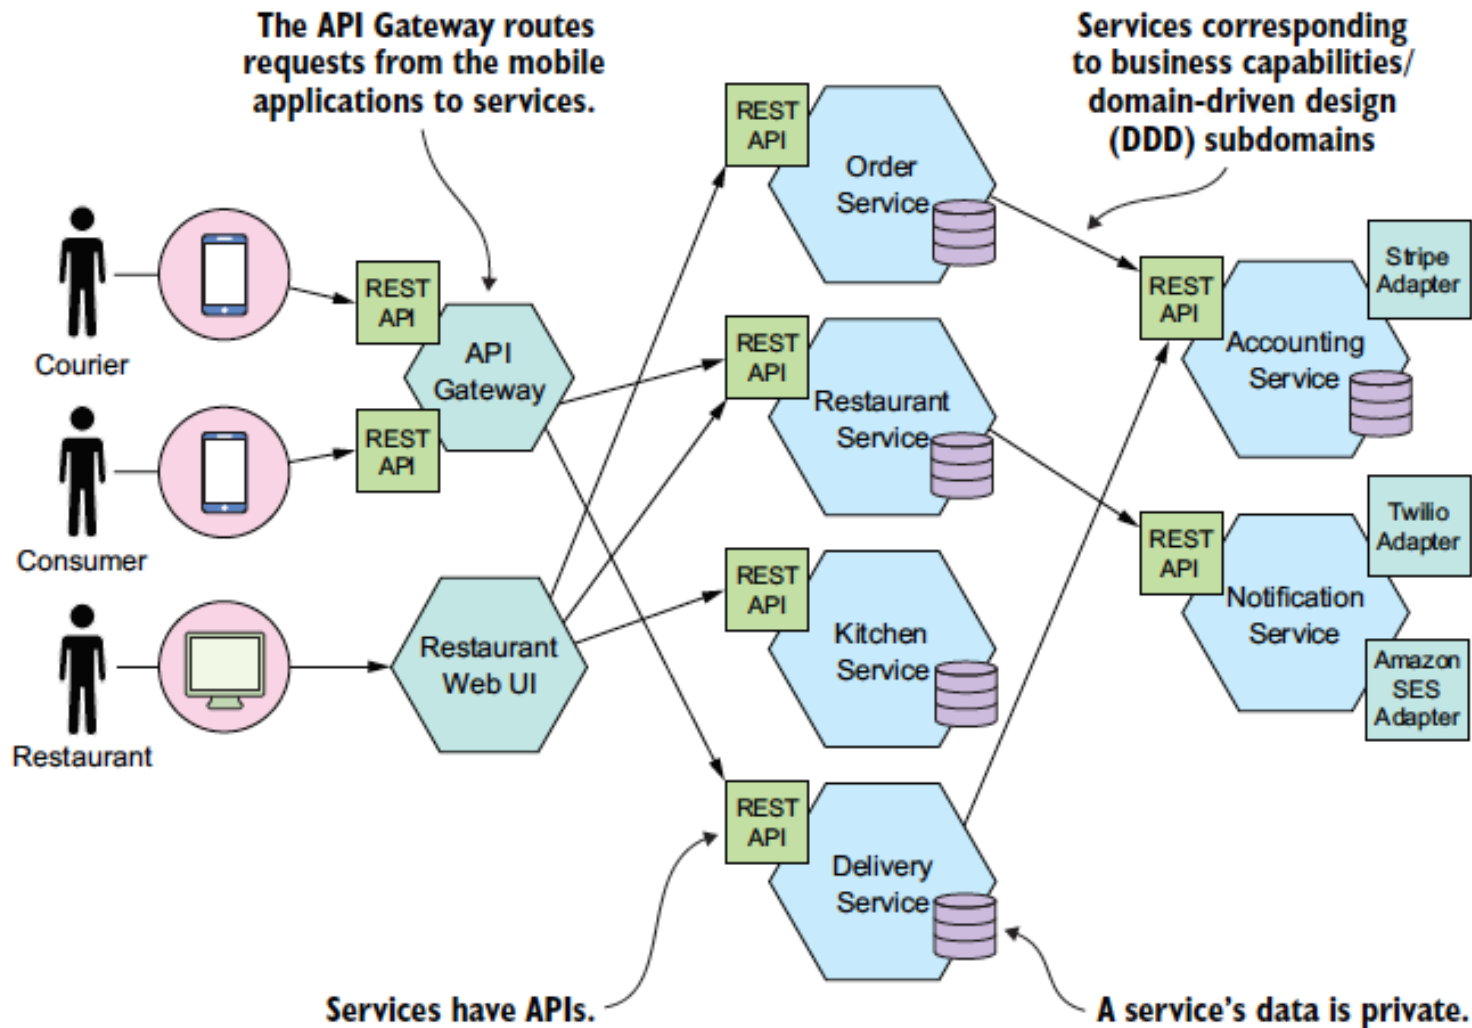 The API Gateway routes
requests from the mobile
applications to services.
Services corresponding
to business capabilities/
domain-driven design
(DDD) subdomains
REST
API
Order
Service
Courier
REST
API
API
Gateway
REST
API
Restaurant
Service
REST
API
Accounting
Service
Stripe
Adapter
Consumer
REST
API
Restaurant
Restaurant
Web UI
REST
API
Kitchen
Service
REST
API
Notification
Service
Twilio
Adapter
Amazon
SES
Adapter
REST
API
Delivery
Service
Services have APIs.
A service's data is private.